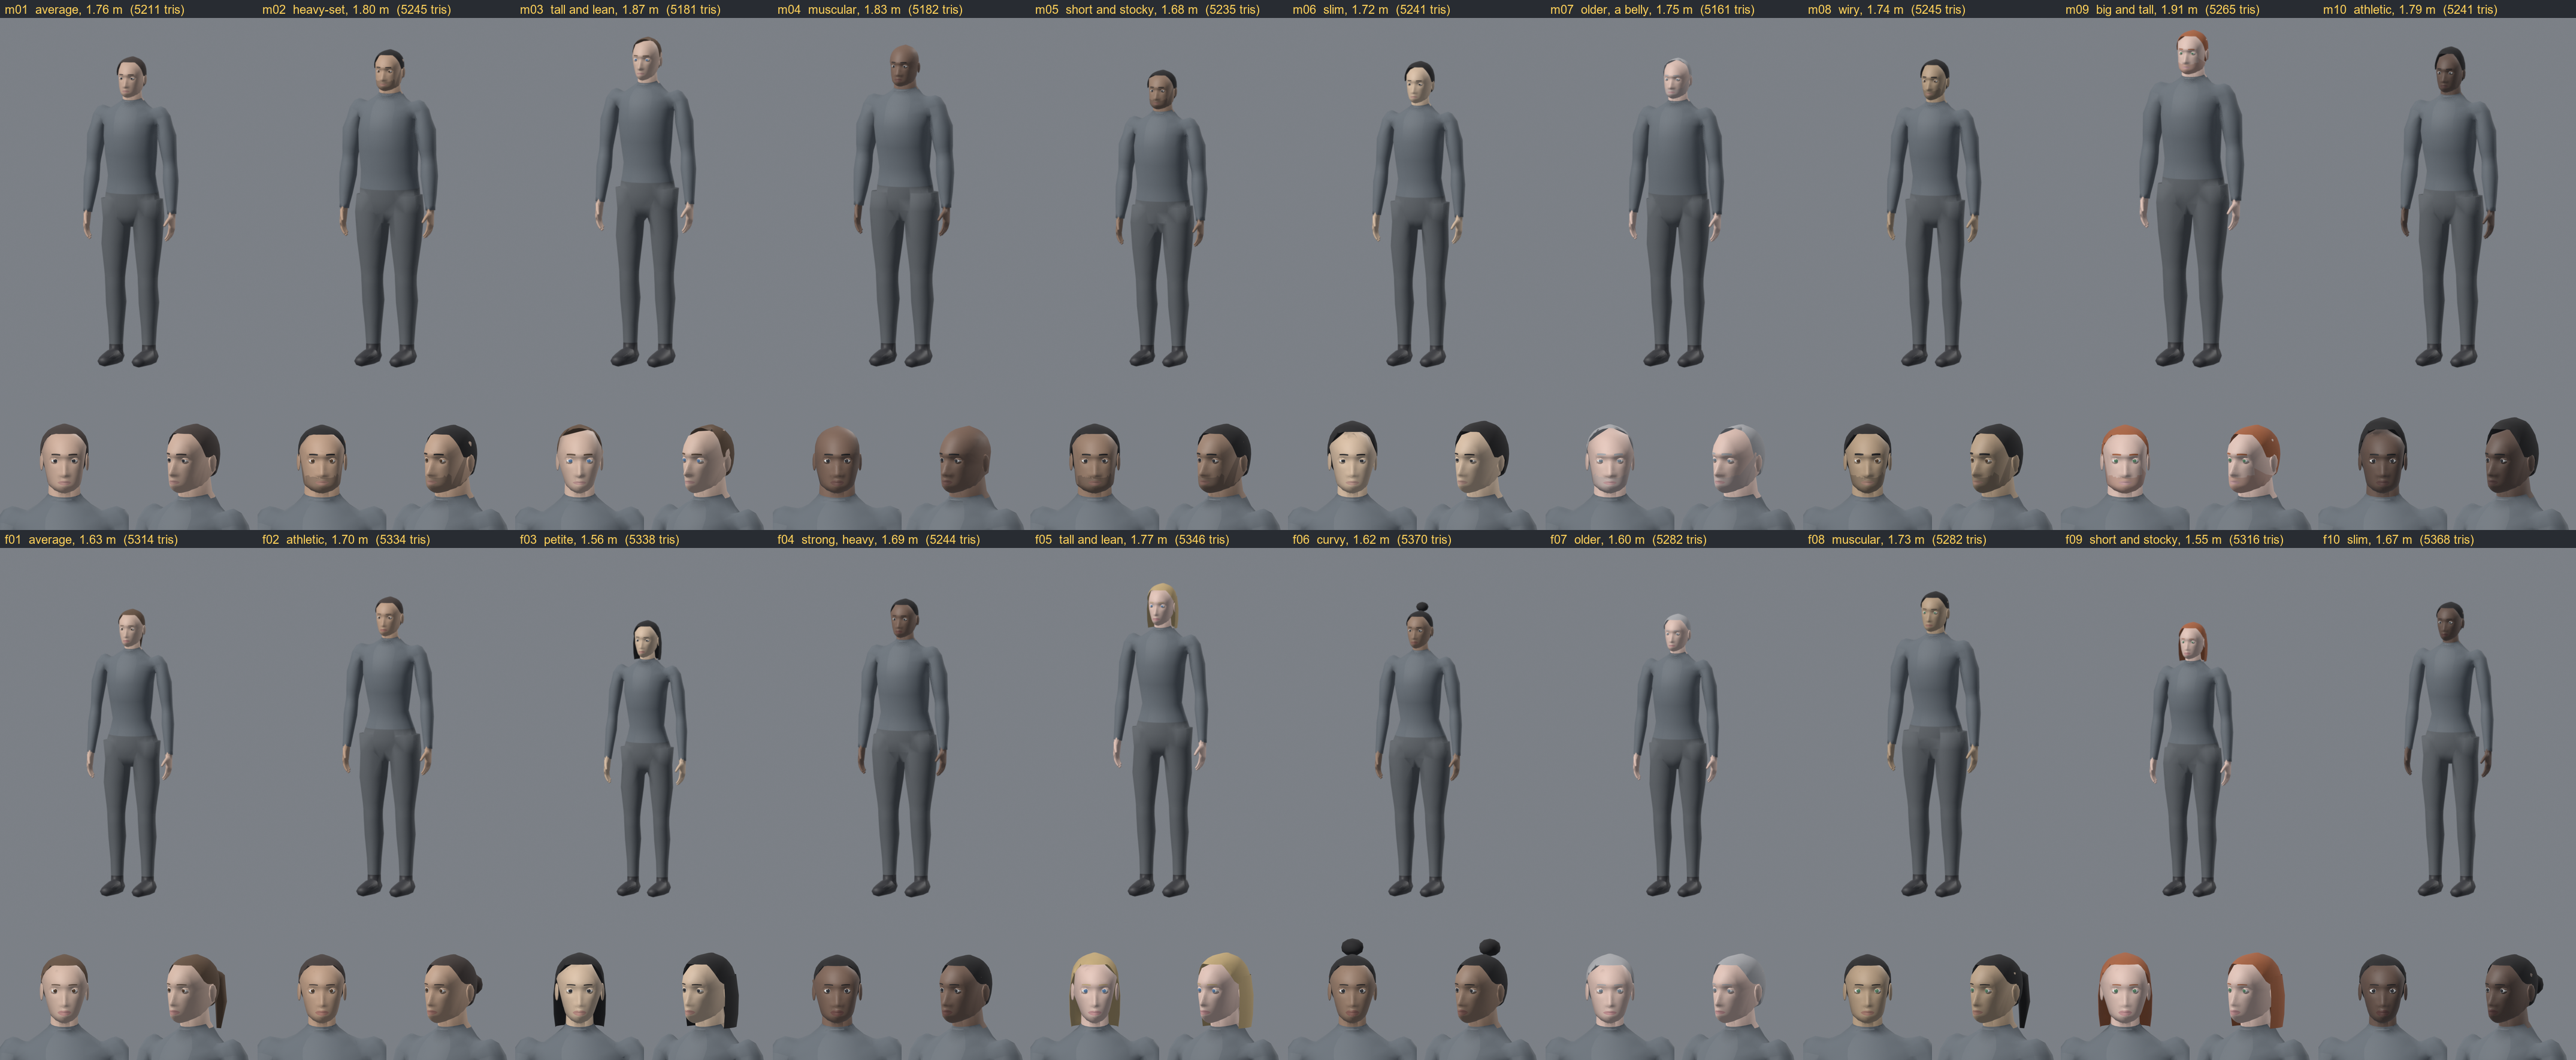 m01  average, 1.76 m  (5211 tris)
m02  heavy-set, 1.80 m  (5245 tris)
m03  tall and lean, 1.87 m  (5181 tris)
m04  muscular, 1.83 m  (5182 tris)
m05  short and stocky, 1.68 m  (5235 tris)
m06  slim, 1.72 m  (5241 tris)
m07  older, a belly, 1.75 m  (5161 tris)
m08  wiry, 1.74 m  (5245 tris)
m09  big and tall, 1.91 m  (5265 tris)
m10  athletic, 1.79 m  (5241 tris)
f01  average, 1.63 m  (5314 tris)
f02  athletic, 1.70 m  (5334 tris)
f03  petite, 1.56 m  (5338 tris)
f04  strong, heavy, 1.69 m  (5244 tris)
f05  tall and lean, 1.77 m  (5346 tris)
f06  curvy, 1.62 m  (5370 tris)
f07  older, 1.60 m  (5282 tris)
f08  muscular, 1.73 m  (5282 tris)
f09  short and stocky, 1.55 m  (5316 tris)
f10  slim, 1.67 m  (5368 tris)